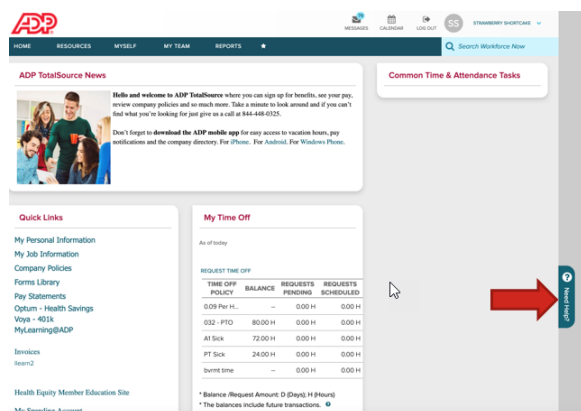 ADP
MESSAGES
CALENDAR
LOG OUT
SS
STRAWBERRY SHORTCAKE
HOME
RESOURCES
MYSELF
MY TEAM
REPORTS
Search Workforce Now
ADP TotalSource News
Hello and welcome to ADP TotalSource where you can sign up for benefits, see your pay,
review company policies and so much more. Take a minute to look around and if you can't
find what you're looking for just give us a call at 844-448-0325.
Don't forget to download the ADP mobile app for easy access to vacation hours, pay
notifications and the company directory. For iPhone. For Android. For Windows Phone.
Common Time & Attendance Tasks
Quick Links
My Personal Information
My Job Information
Company Policies
Forms Library
Pay Statements
Optum - Health Savings
Voya - 401k
MyLearning@ADP
Invoices
Ileern2
Health Equity Member Education Site
My Spending Account
My Time Off
As of today
REQUEST TIME OFF
TIME OFF POLICY BALANCE REQUESTS PENDING REQUESTS SCHEDULED
0.09 Per H... -- 0.00 H 0.00 H
032 - PTO 80.00 H 0.00 H 0.00 H
A1 Sick 72.00 H 0.00 H 0.00 H
PT Sick 24.00 H 0.00 H 0.00 H
bvrmt time -- 0.00 H 0.00 H
* Balance /Request Amount: D (Days); H (Hours)
* The balances include future transactions.
? Need Help?